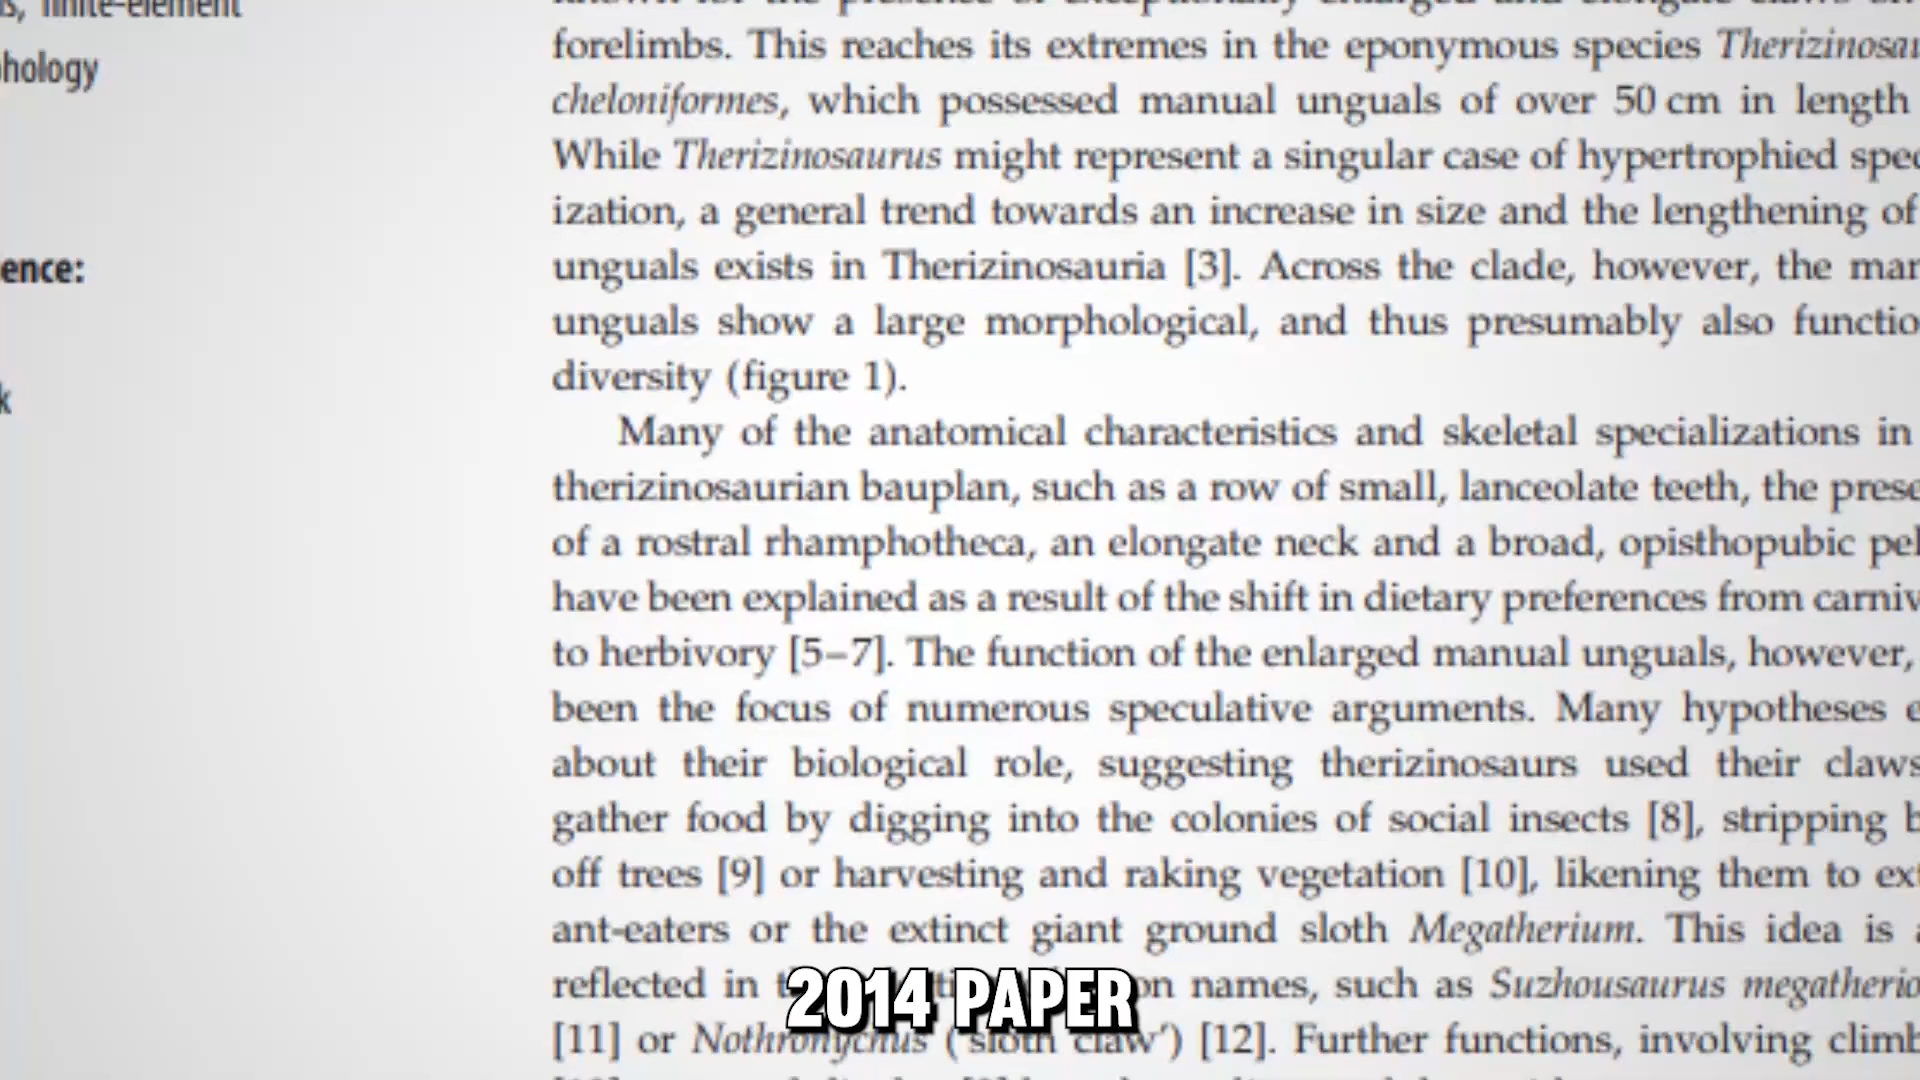 finite-element
hology
ence:
k
forelimbs. This reaches its extremes in the eponymous species Therizinosau
cheloniformes, which possessed manual unguals of over 50 cm in length
While Therizinosaurus might represent a singular case of hypertrophied spec
ization, a general trend towards an increase in size and the lengthening of
unguals exists in Therizinosauria [3]. Across the clade, however, the man
unguals show a large morphological, and thus presumably also functio
diversity (figure 1).
Many of the anatomical characteristics and skeletal specializations in
therizinosaurian bauplan, such as a row of small, lanceolate teeth, the prese
of a rostral rhamphotheca, an elongate neck and a broad, opisthopubic pel
have been explained as a result of the shift in dietary preferences from carniv
to herbivory [5–7]. The function of the enlarged manual unguals, however,
been the focus of numerous speculative arguments. Many hypotheses e
about their biological role, suggesting therizinosaurs used their claws
gather food by digging into the colonies of social insects [8], stripping b
off trees [9] or harvesting and raking vegetation [10], likening them to ext
ant-eaters or the extinct giant ground sloth Megatherium. This idea is a
reflected in names, such as Suzhousaurus megatherio
2014 PAPER
[11] or Nothronychus ('sloth claw') [12]. Further functions, involving climb